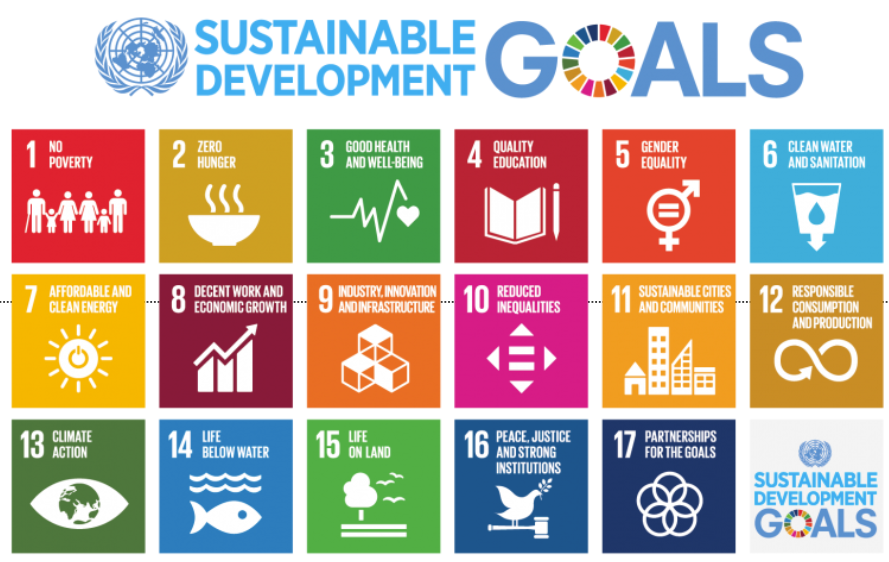 SUSTAINABLE
DEVELOPMENT
GOALS
1 NO
POVERTY
2 ZERO
HUNGER
3 GOOD HEALTH
AND WELL-BEING
4 QUALITY
EDUCATION
5 GENDER
EQUALITY
6 CLEAN WATER
AND SANITATION
7 AFFORDABLE AND
CLEAN ENERGY
8 DECENT WORK AND
ECONOMIC GROWTH
9 INDUSTRY, INNOVATION
AND INFRASTRUCTURE
10 REDUCED
INEQUALITIES
11 SUSTAINABLE CITIES
AND COMMUNITIES
12 RESPONSIBLE
CONSUMPTION
AND PRODUCTION
13 CLIMATE
ACTION
14 LIFE
BELOW WATER
15 LIFE
ON LAND
16 PEACE, JUSTICE
AND STRONG
INSTITUTIONS
17 PARTNERSHIPS
FOR THE GOALS
SUSTAINABLE
DEVELOPMENT
GOALS